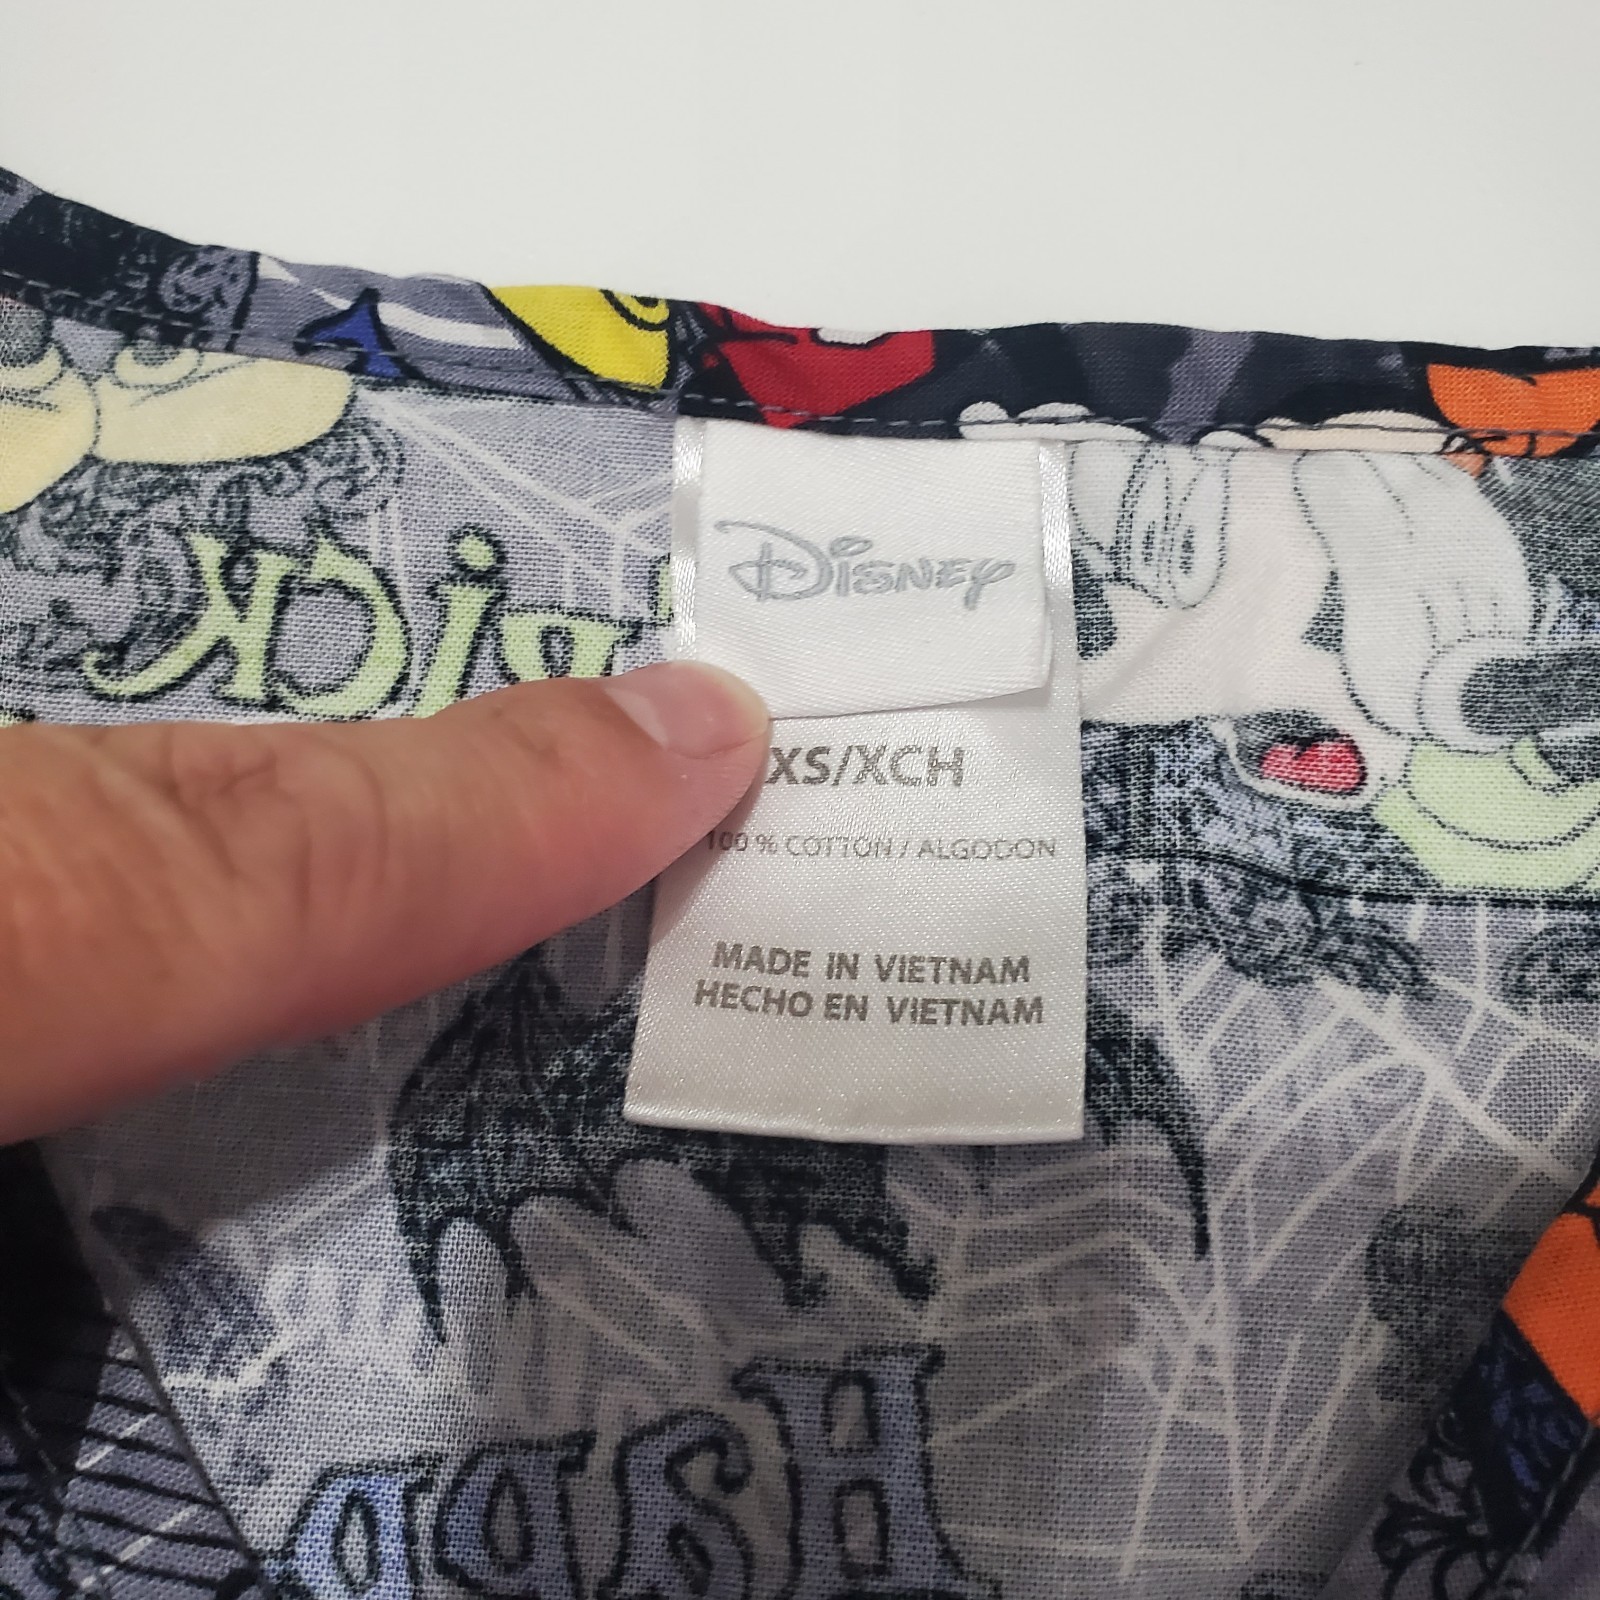 Disney
XS/XCH
100% COTTON / ALGODON
MADE IN VIETNAM
HECHO EN VIETNAM